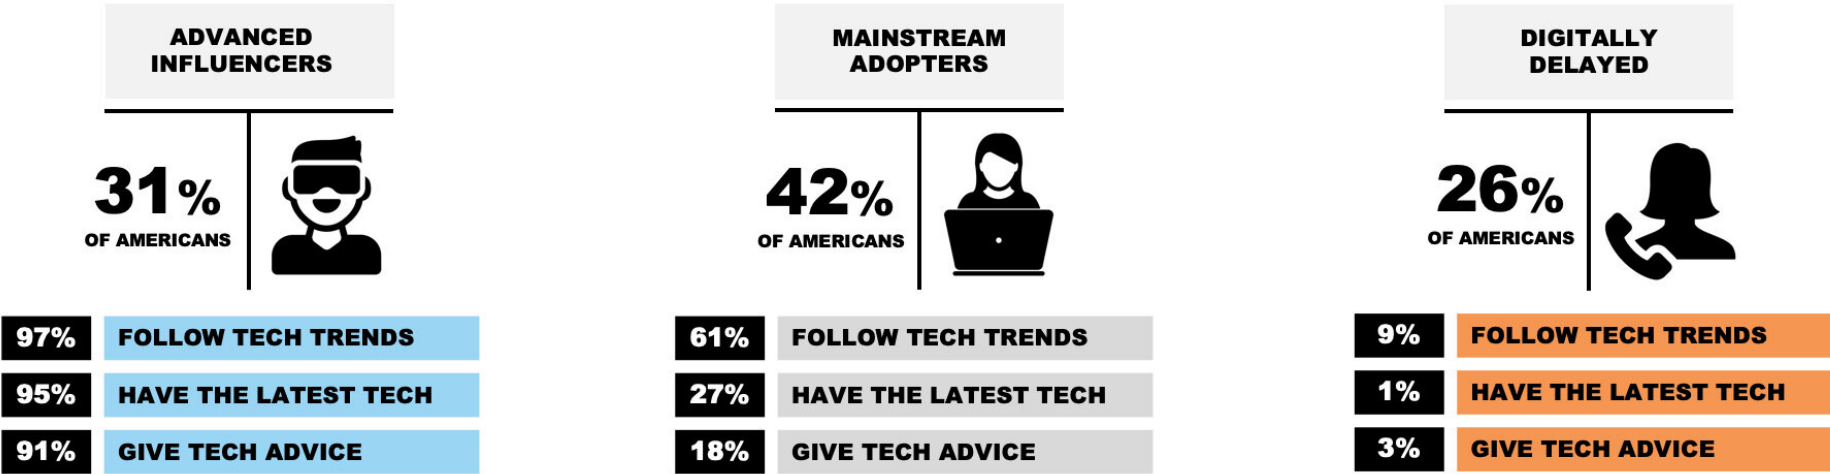 ADVANCED
INFLUENCERS
31%
OF AMERICANS
97% FOLLOW TECH TRENDS
95% HAVE THE LATEST TECH
91% GIVE TECH ADVICE
MAINSTREAM
ADOPTERS
42%
OF AMERICANS
61% FOLLOW TECH TRENDS
27% HAVE THE LATEST TECH
18% GIVE TECH ADVICE
DIGITALLY
DELAYED
26%
OF AMERICANS
9% FOLLOW TECH TRENDS
1% HAVE THE LATEST TECH
3% GIVE TECH ADVICE